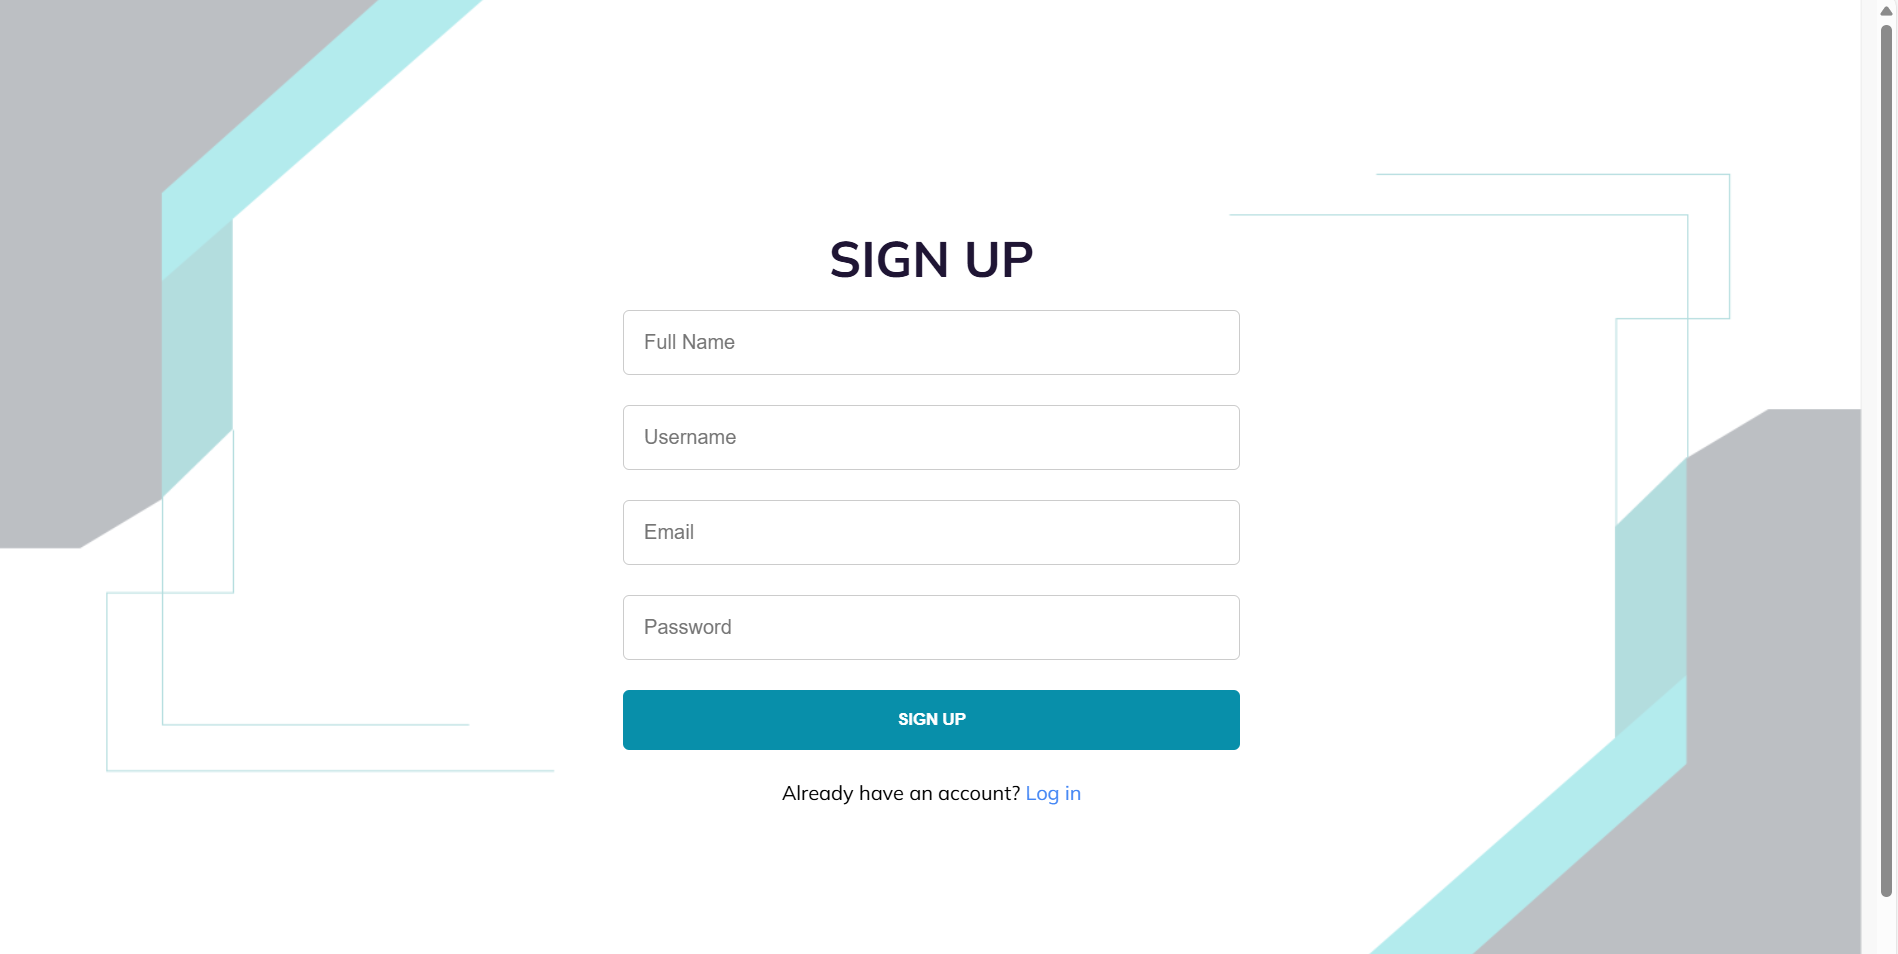 SIGN UP
Full Name
Username
Email
Password
SIGN UP
Already have an account? Log in